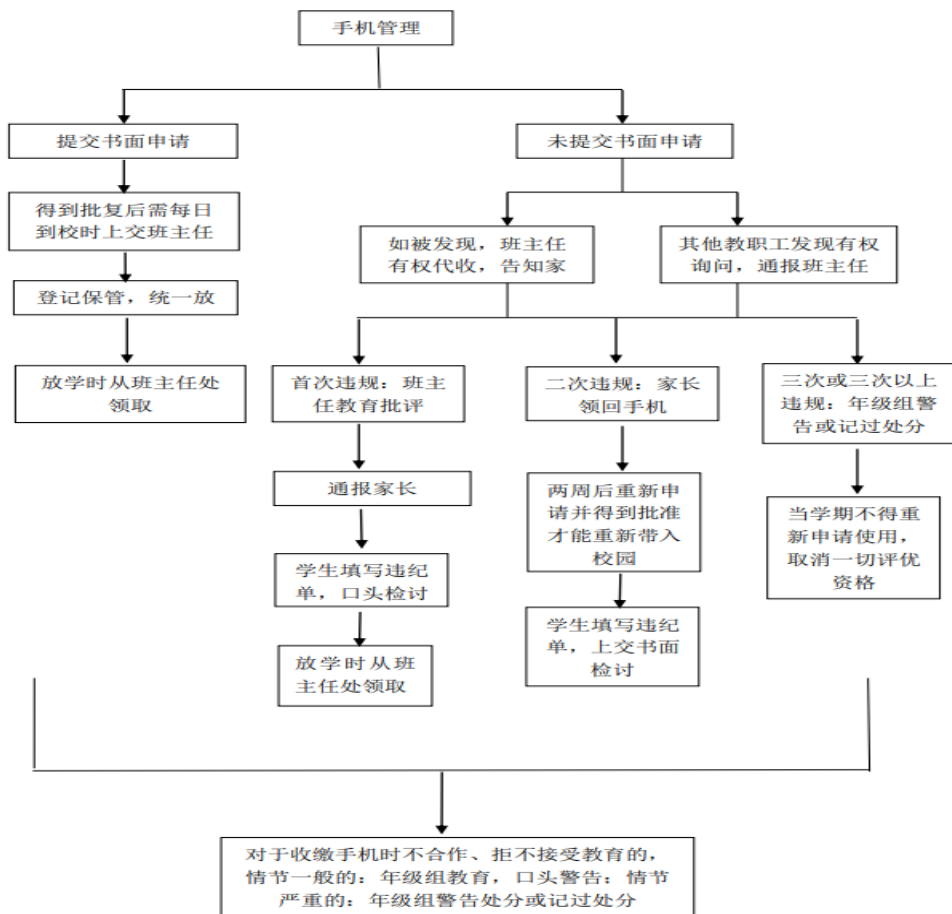 手机管理
提交书面申请
未提交书面申请
得到批复后需每日
到校时上交班主任
如被发现，班主任
有权代收，告知家
其他教职工发现有权
询问，通报班主任
登记保管，统一放
放学时从班主任处
领取
首次违规：班主
任教育批评
二次违规：家长
领回手机
三次或三次以上
违规：年级组警
告或记过处分
通报家长
两周后重新申
请并得到批准
才能重新带入
校园
当学期不得重
新申请使用，
取消一切评优
资格
学生填写违纪
单，口头检讨
学生填写违纪
单，上交书面
检讨
放学时从班
主任处领取
对于收缴手机时不合作、拒不接受教育的，
情节一般的：年级组教育，口头警告；情节
严重的：年级组警告处分或记过处分